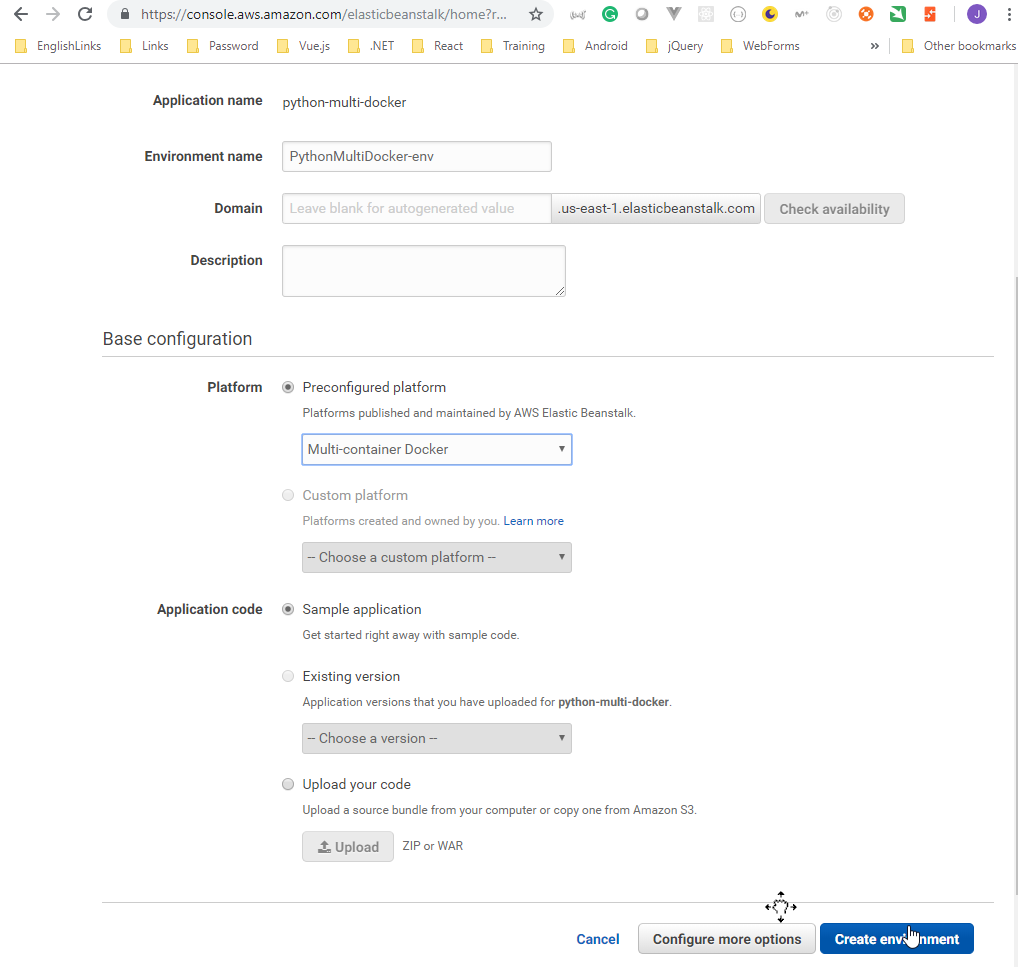 https://console.aws.amazon.com/elasticbeanstalk/home?r...
EnglishLinks Links Password Vue.js .NET React Training Android jQuery WebForms » Other bookmarks
Application name python-multi-docker
Environment name PythonMultiDocker-env
Domain Leave blank for autogenerated value .us-east-1.elasticbeanstalk.com Check availability
Description
Base configuration
Platform Preconfigured platform
Platforms published and maintained by AWS Elastic Beanstalk.
Multi-container Docker
Custom platform
Platforms created and owned by you. Learn more
-- Choose a custom platform --
Application code Sample application
Get started right away with sample code.
Existing version
Application versions that you have uploaded for python-multi-docker.
-- Choose a version --
Upload your code
Upload a source bundle from your computer or copy one from Amazon S3.
Upload ZIP or WAR
Cancel Configure more options Create environment